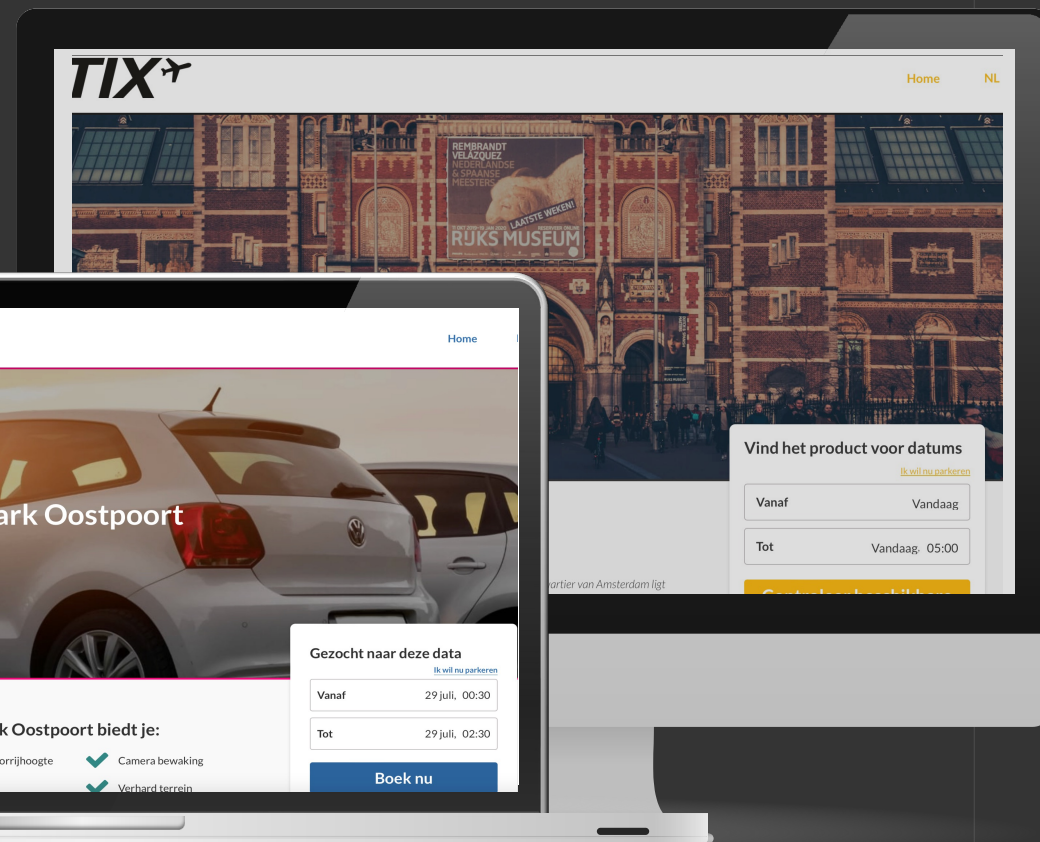 TIX
Home NL
REMBRANDT
VELÁZQUEZ
NEDERLANDSE
& SPAANSE
MEESTERS
LAATSTE WEKEN!
RIJKS MUSEUM
Vind het product voor datums
Ik wil nu parkeren
Vanaf Vandaag
Tot Vandaag. 05:00
van Amsterdam ligt
Home
ark Oostpoort
Gezocht naar deze data
Ik wil nu parkeren
Vanaf 29 juli, 00:30
Tot 29 juli, 02:30
Boek nu
k Oostpoort biedt je:
orrijhoogte
Camera bewaking
Verhard terrein